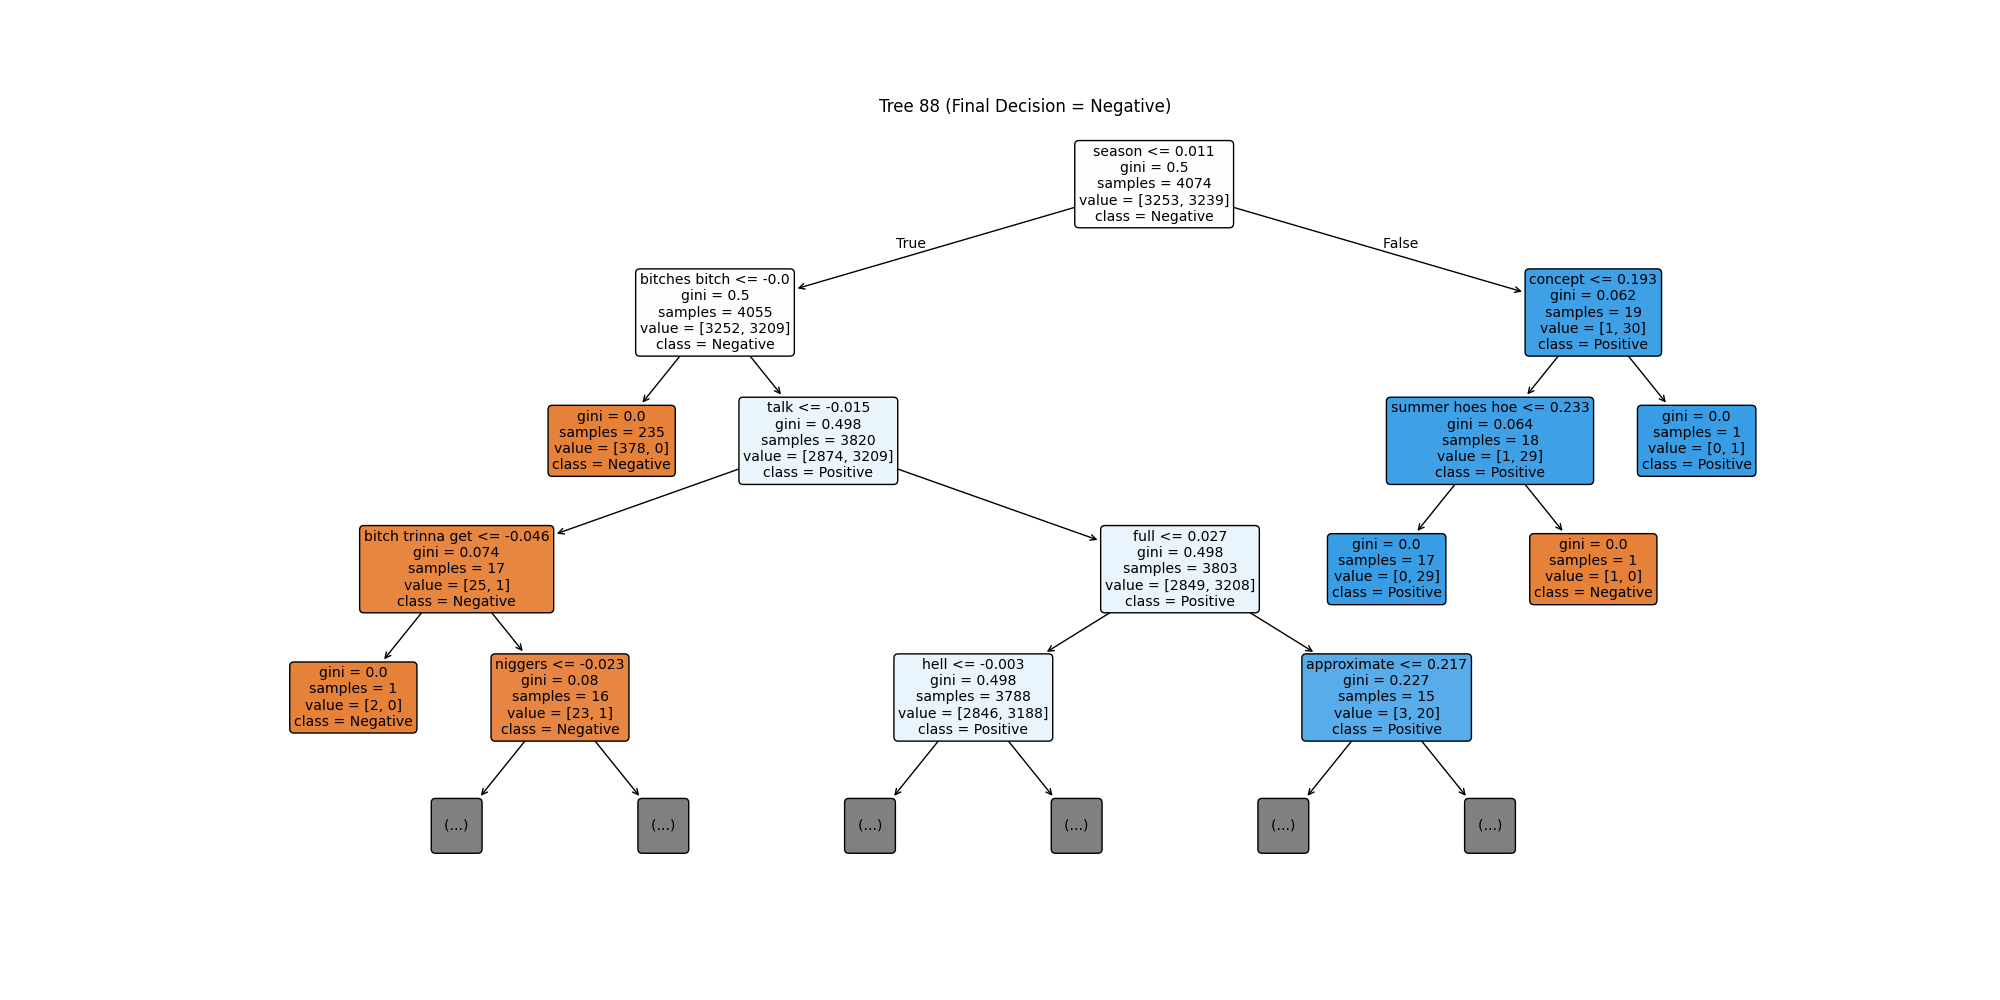 Tree 88 (Final Decision = Negative)
season <= 0.011
gini = 0.5
samples = 4074
value = [3253, 3239]
class = Negative
True
False
bitches bitch <= -0.0
gini = 0.5
samples = 4055
value = [3252, 3209]
class = Negative
concept <= 0.193
gini = 0.062
samples = 19
value = [1, 30]
class = Positive
gini = 0.0
samples = 235
value = [378, 0]
class = Negative
talk <= -0.015
gini = 0.498
samples = 3820
value = [2874, 3209]
class = Positive
summer hoes hoe <= 0.233
gini = 0.064
samples = 18
value = [1, 29]
class = Positive
gini = 0.0
samples = 1
value = [0, 1]
class = Positive
bitch trinna get <= -0.046
gini = 0.074
samples = 17
value = [25, 1]
class = Negative
full <= 0.027
gini = 0.498
samples = 3803
value = [2849, 3208]
class = Positive
gini = 0.0
samples = 17
value = [0, 29]
class = Positive
gini = 0.0
samples = 1
value = [1, 0]
class = Negative
gini = 0.0
samples = 1
value = [2, 0]
class = Negative
niggers <= -0.023
gini = 0.08
samples = 16
value = [23, 1]
class = Negative
hell <= -0.003
gini = 0.498
samples = 3788
value = [2846, 3188]
class = Positive
approximate <= 0.217
gini = 0.227
samples = 15
value = [3, 20]
class = Positive
(...)
(...)
(...)
(...)
(...)
(...)